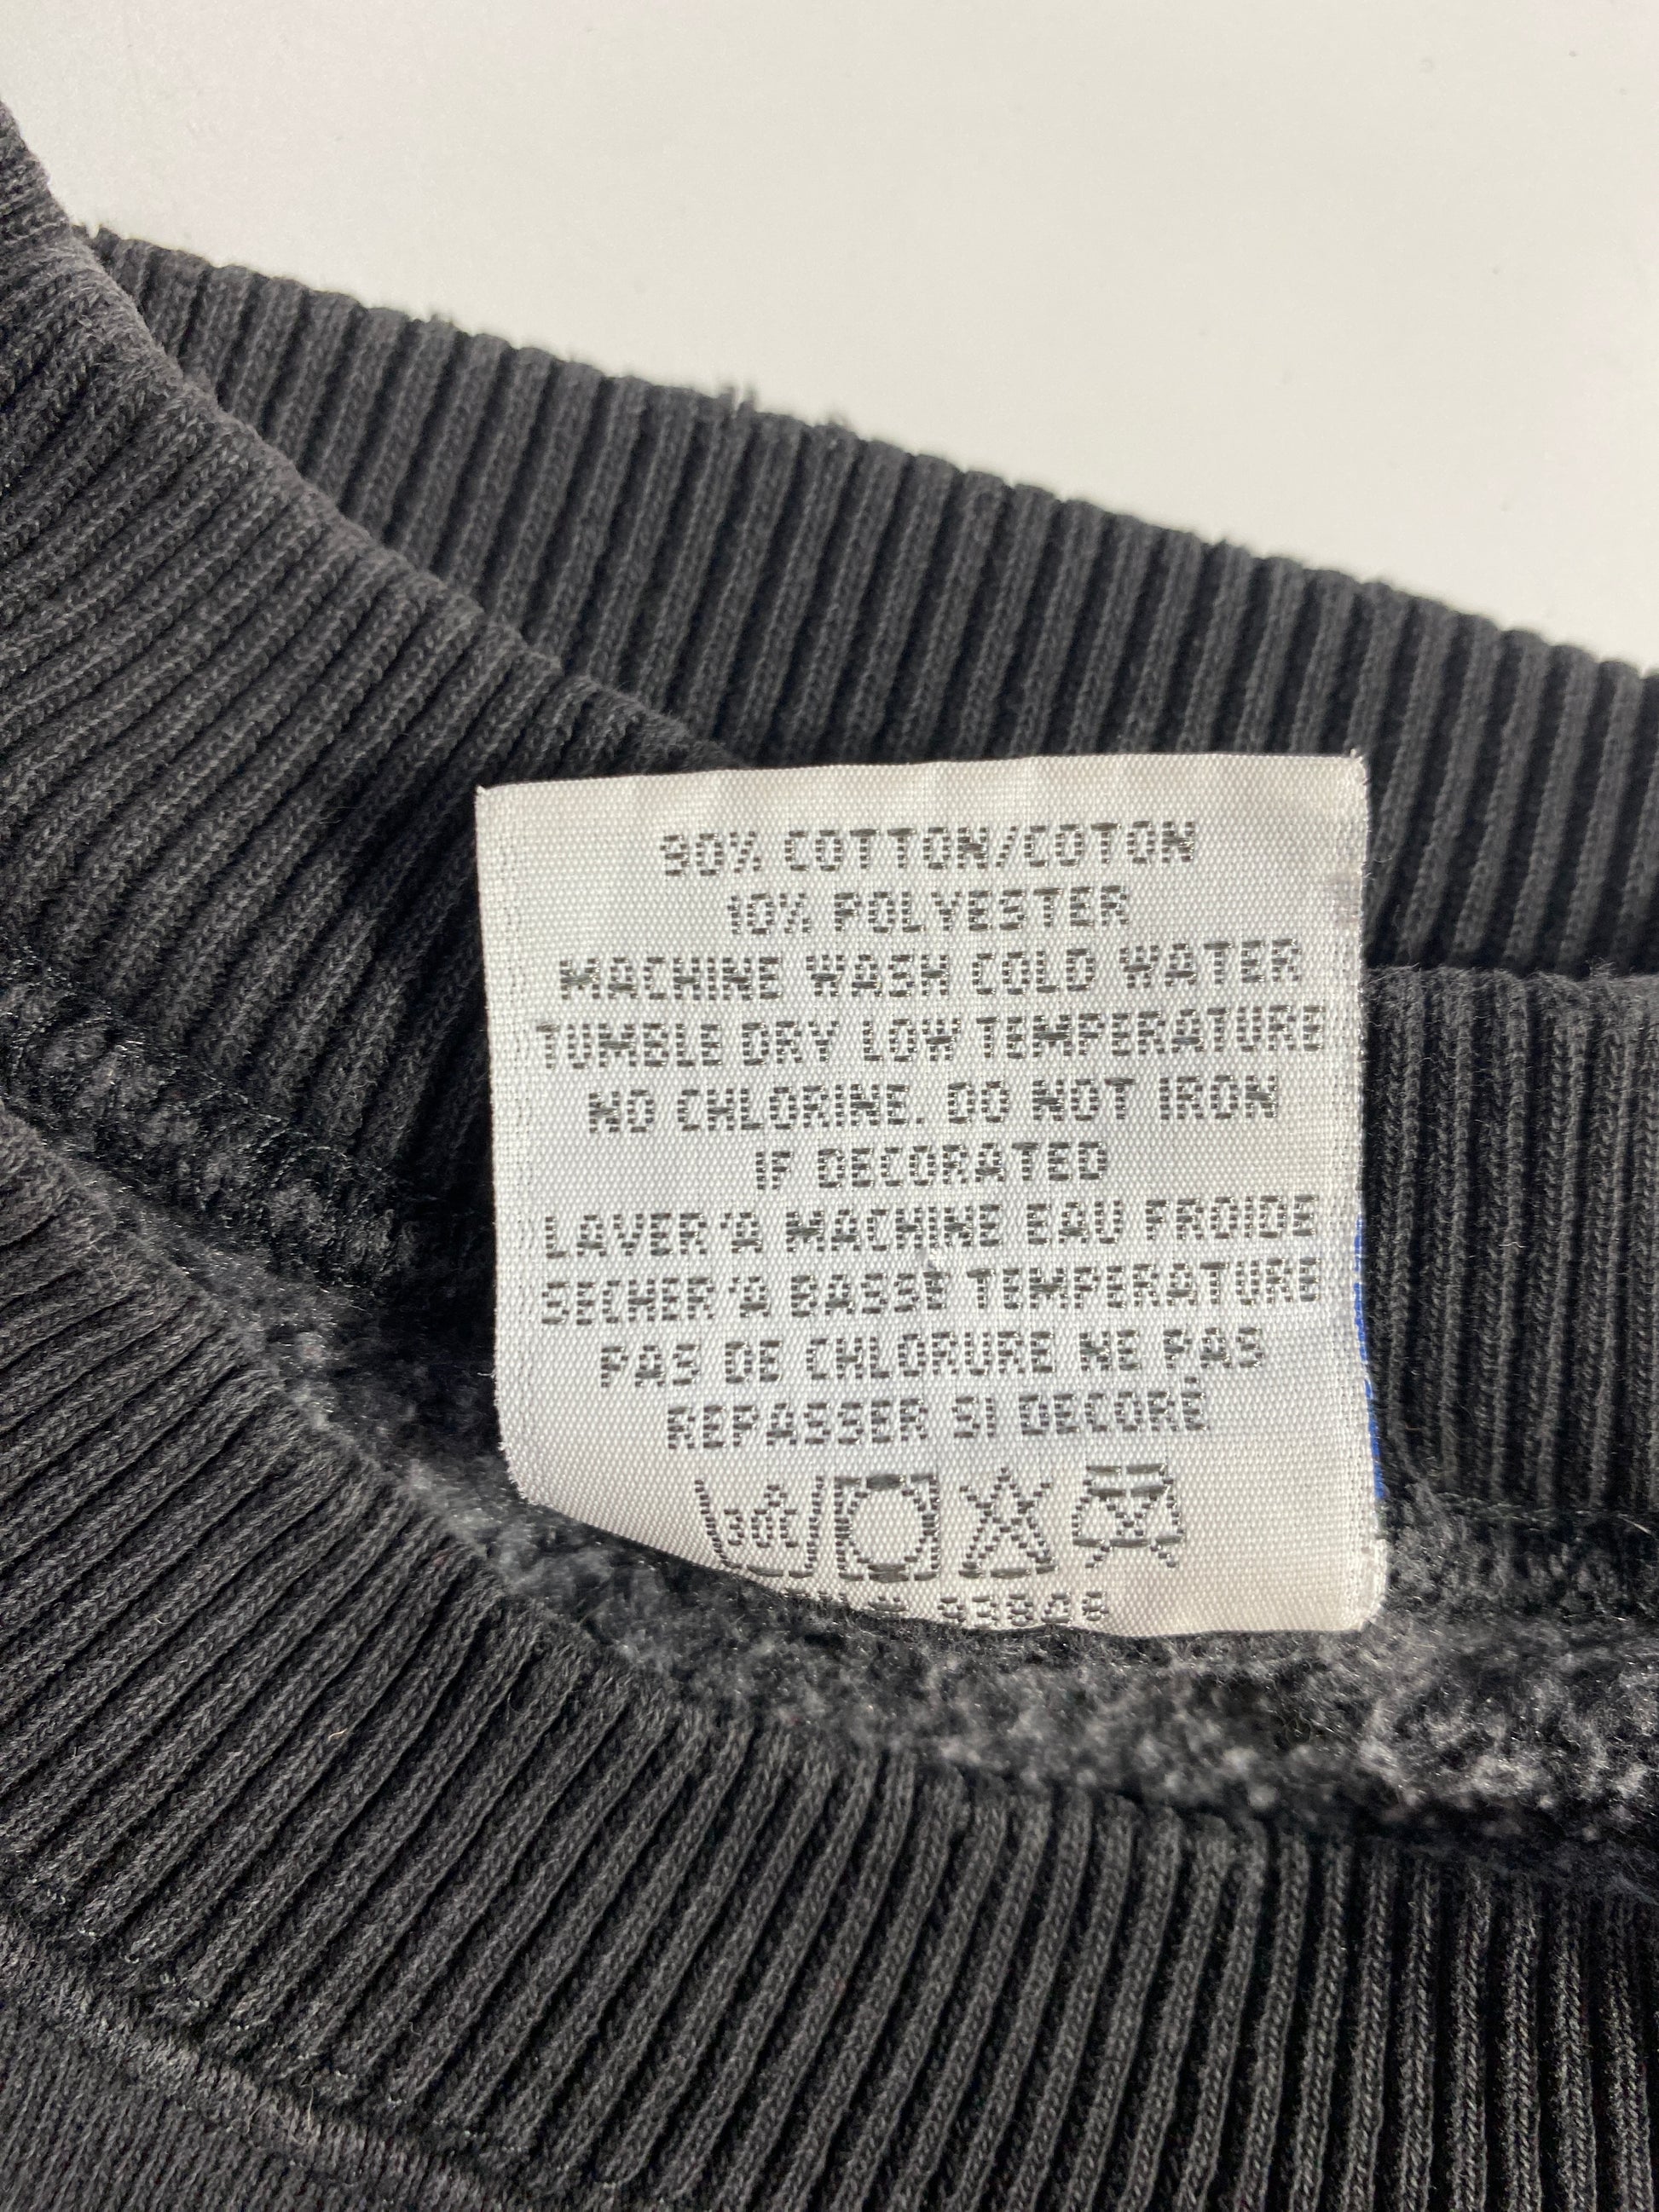 90% COTTON/COTON
10% POLYESTER
MACHINE WASH COLD WATER
TUMBLE DRY LOW TEMPERATURE
NO CHLORINE. DO NOT IRON
IF DECORATED
LAVER'A MACHINE EAU FROIDE
SECHER'A BASSE TEMPERATURE
PAS DE CHLORURE NE PAS
REPASSER SI DECORÉ
30°C